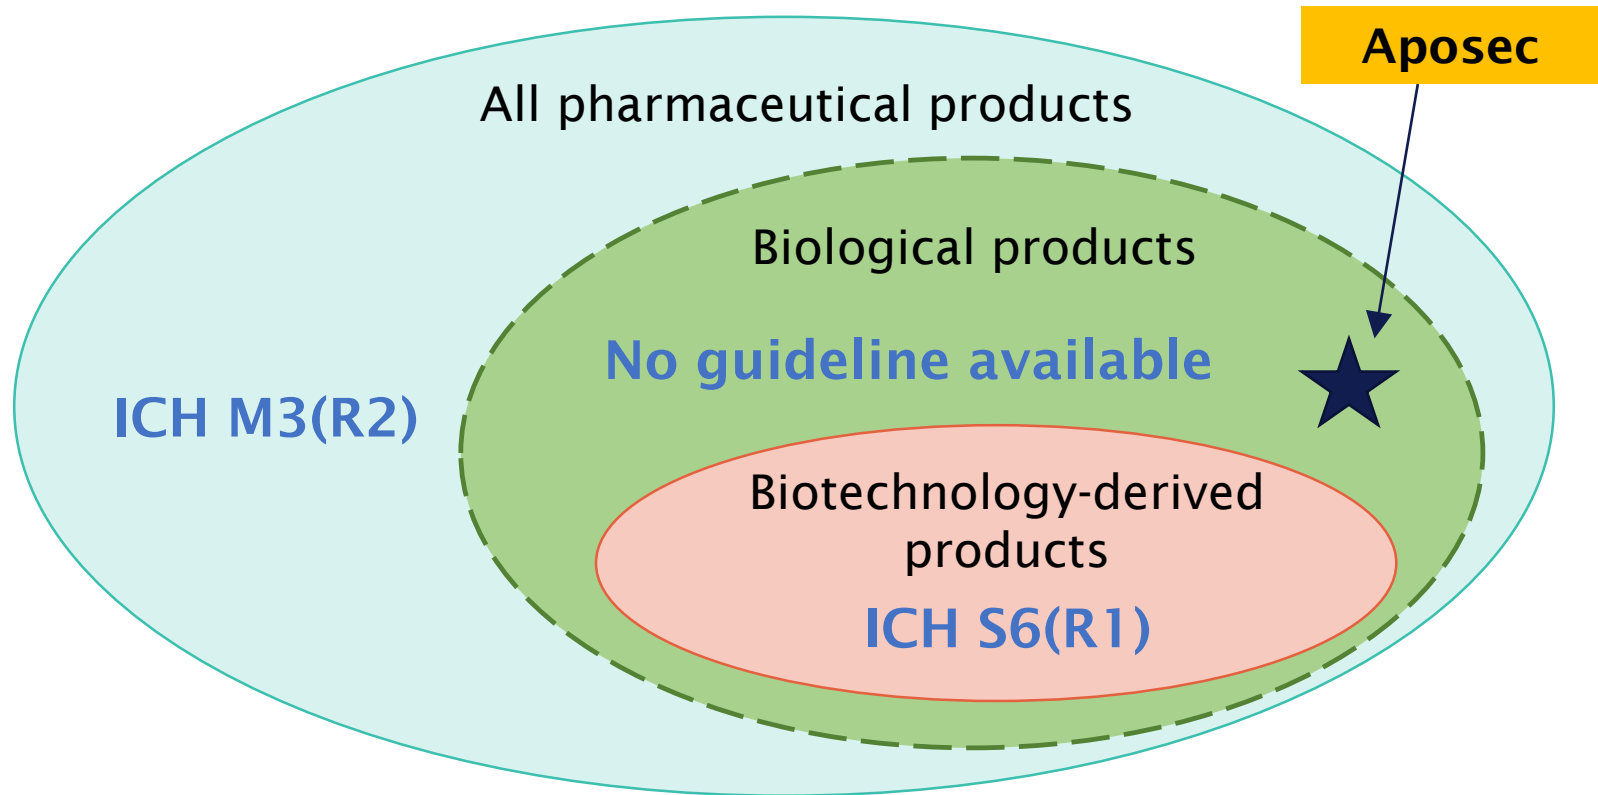 Aposec
All pharmaceutical products
Biological products
No guideline available
ICH M3(R2)
Biotechnology-derived
products
ICH S6(R1)